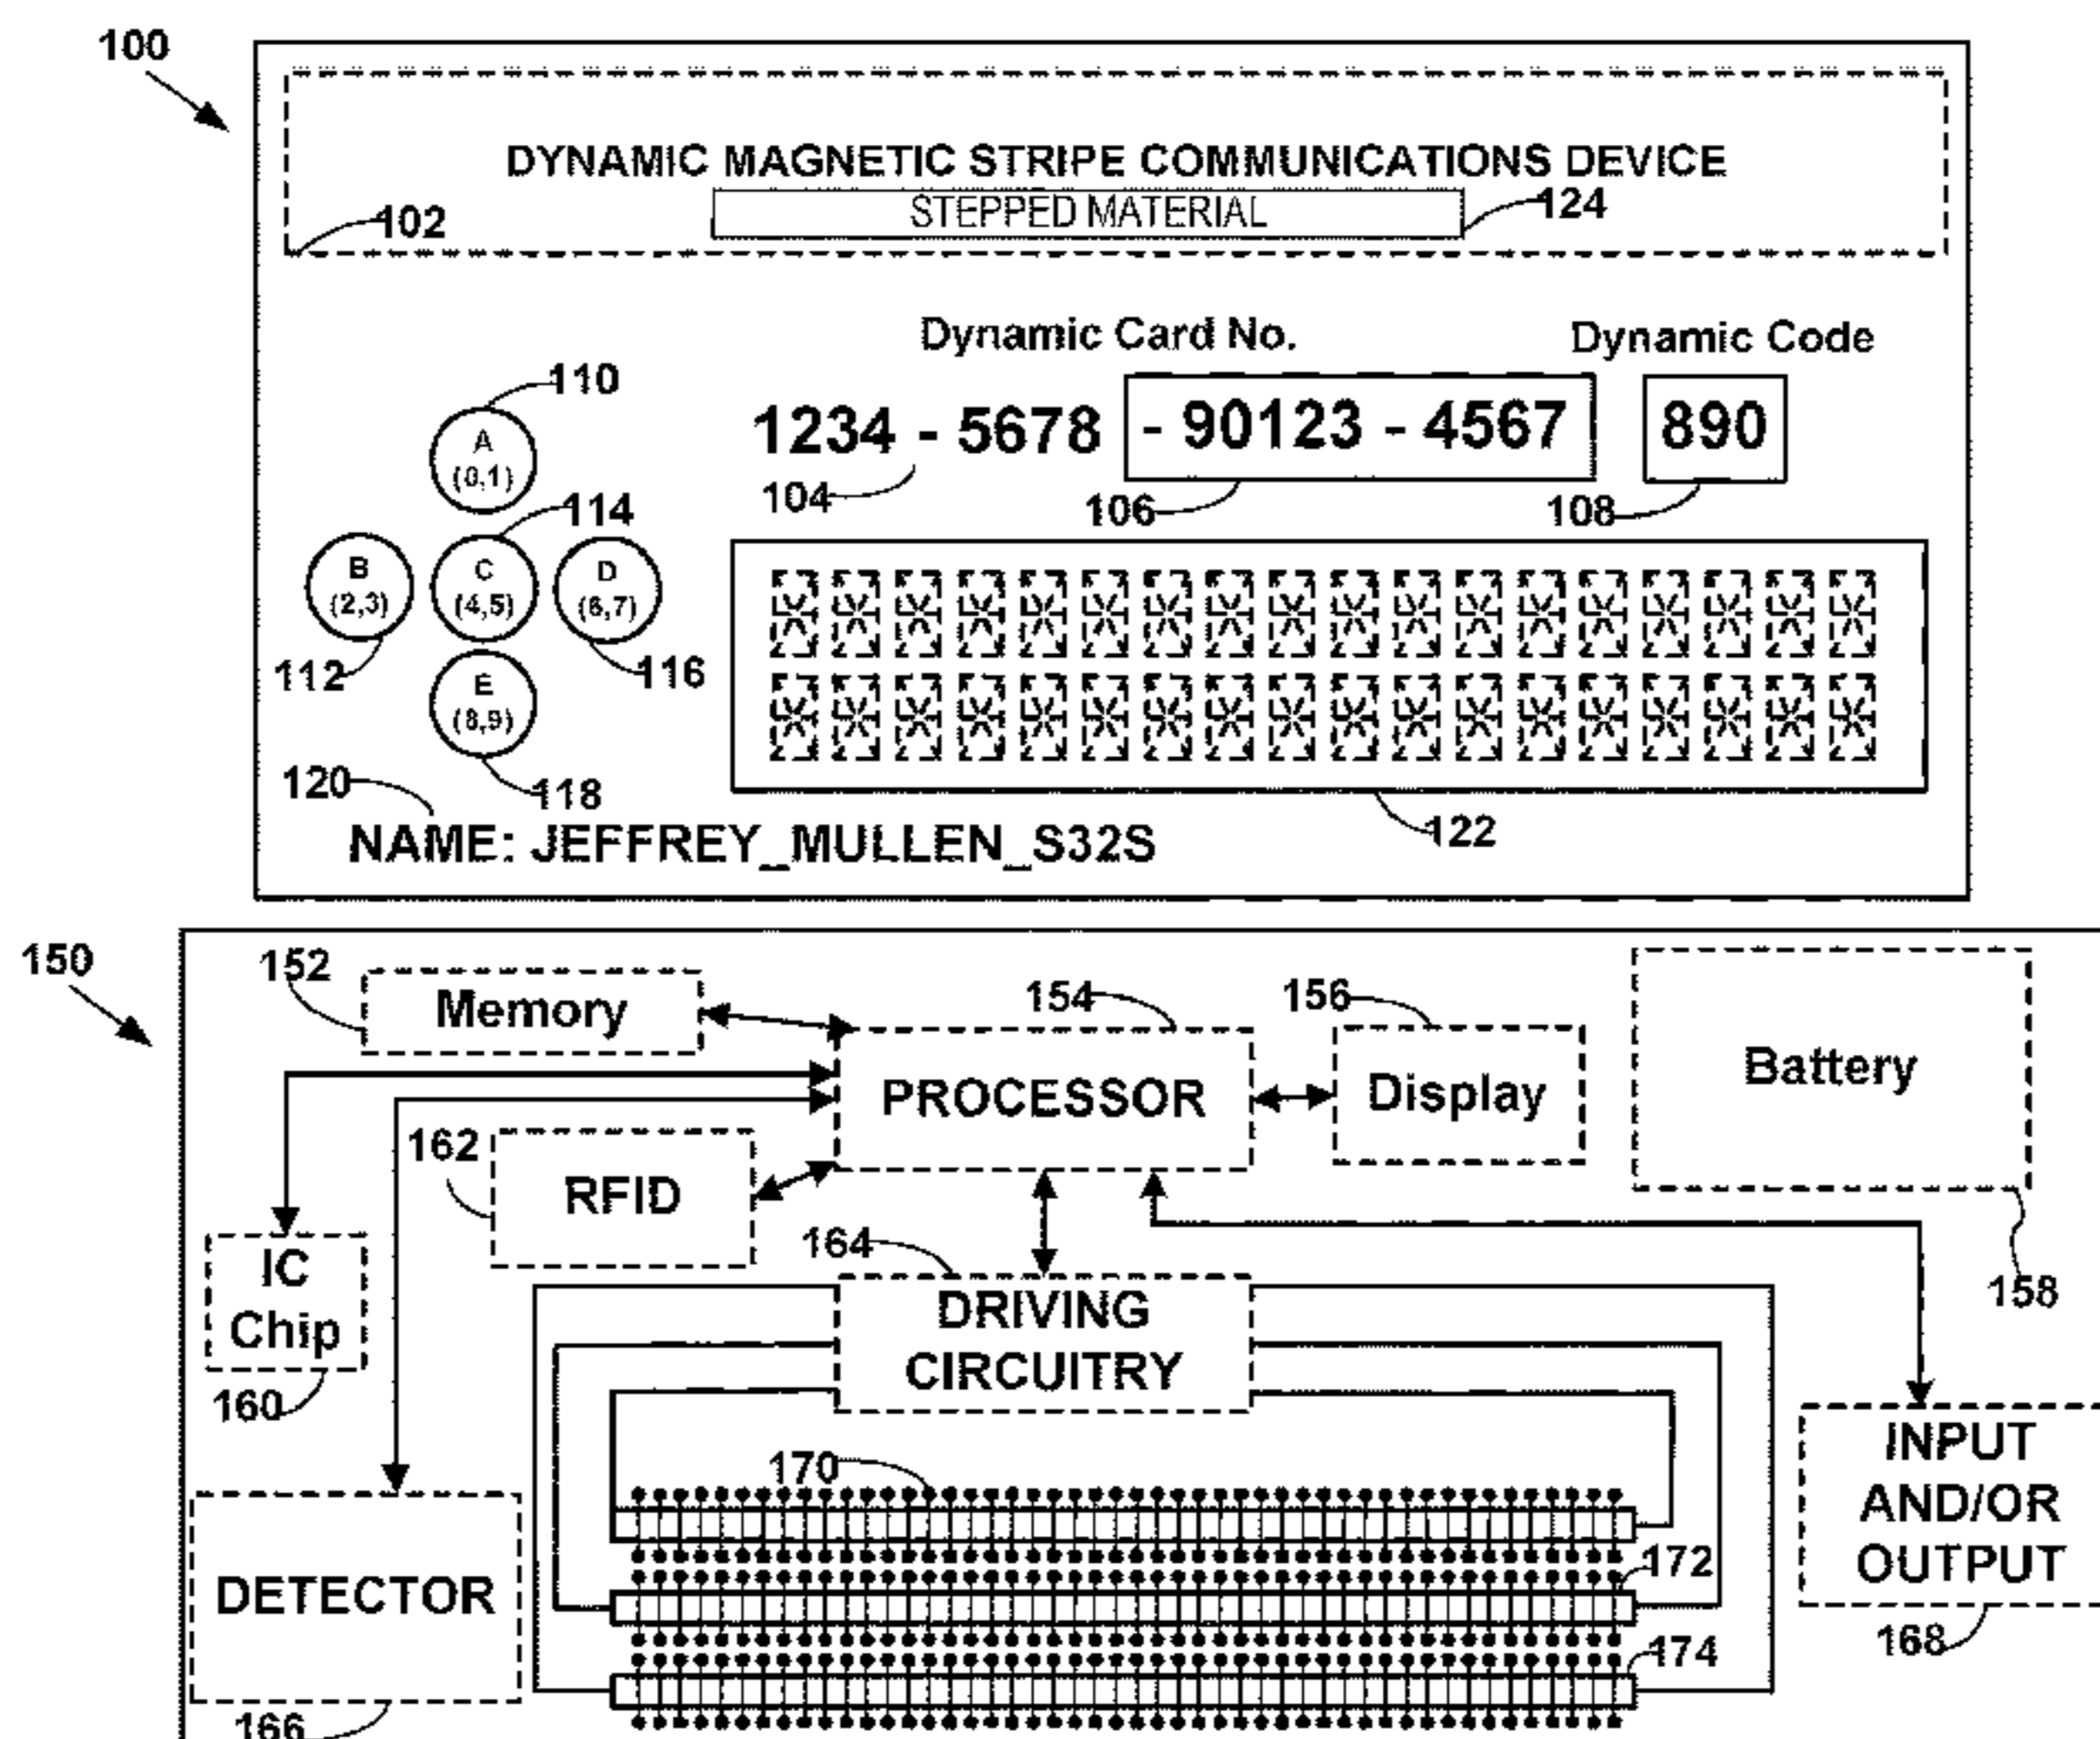 100
DYNAMIC MAGNETIC STRIPE COMMUNICATIONS DEVICE
STEPPED MATERIAL
124
102
Dynamic Card No.
Dynamic Code
110
A
(0,1)
1234 - 5678 - 90123 - 4567
890
104
106
108
114
B
(2,3)
C
(4,5)
D
(6,7)
112
116
E
(8,9)
120
118
122
NAME: JEFFREY_MULLEN_S32S
150
152
Memory
154
156
PROCESSOR
Display
Battery
162
RFID
158
164
IC
Chip
160
DRIVING
CIRCUITRY
170
INPUT
AND/OR
OUTPUT
172
DETECTOR
168
174
166